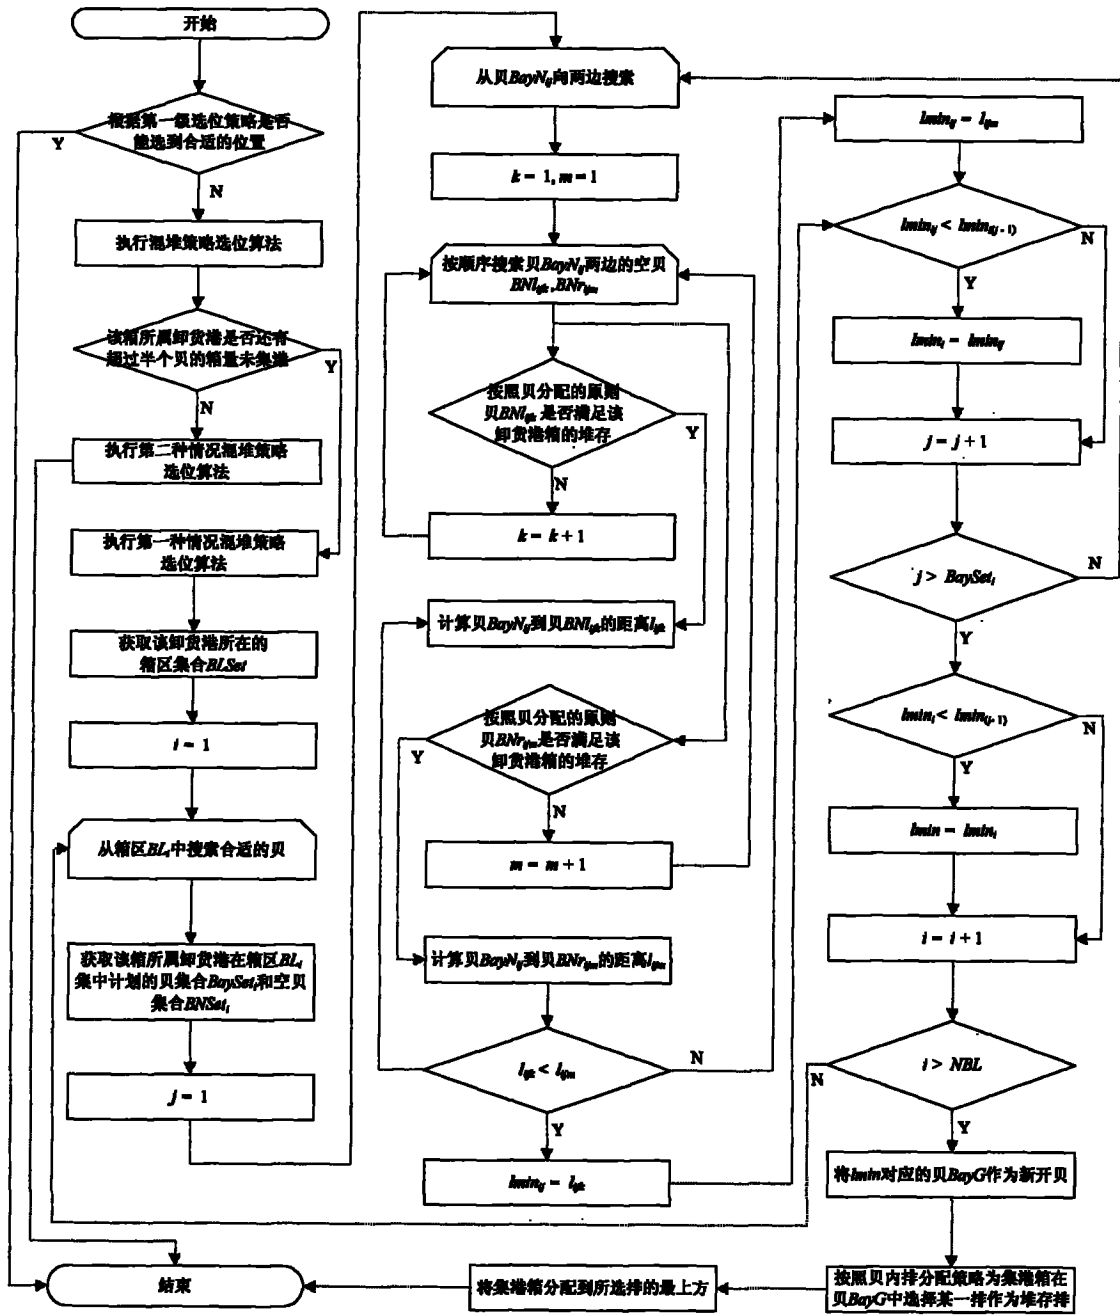 开始
根据第一级选位策略是否
能选到合适的位置
Y
N
执行混堆策略选位算法
该箱所属卸货港是否还有
超过半个贝的箱量未集港
Y
N
执行第二种情况混堆策略
选位算法
执行第一种情况混堆策略
选位算法
获取该卸货港所在的
箱区集合BLSet
i = 1
从箱区BLi中搜索合适的贝
获取该箱所属卸货港在箱区BLi
集中计划的贝集合BaySeti和空贝
集合BNSeti
j = 1
结束
从贝BayNij向两边搜索
k = 1, m = 1
按顺序搜索贝BayNij两边的空贝
BNlijk, BNrijm
按照贝分配的原则
贝BNlijk是否满足该
卸货港箱的堆存
Y
N
k = k + 1
计算贝BayNij到贝BNlijk的距离lijk
按照贝分配的原则
贝BNrijm是否满足该
卸货港箱的堆存
Y
N
m = m + 1
计算贝BayNij到贝BNrijm的距离lijm
lijk < lijm
N
Y
lminij = lijk
将集港箱分配到所选排的最上方
lminij = lijm
lminij < lmini(j-1)
N
Y
lmini = lminij
j = j + 1
j > BaySeti
N
Y
lmini < lmin(i-1)
N
Y
lmin = lmini
i = i + 1
i > NBL
N
Y
将lmin对应的贝BayG作为新开贝
按照贝内排分配策略为集港箱在
贝BayG中选择某一排作为堆存排